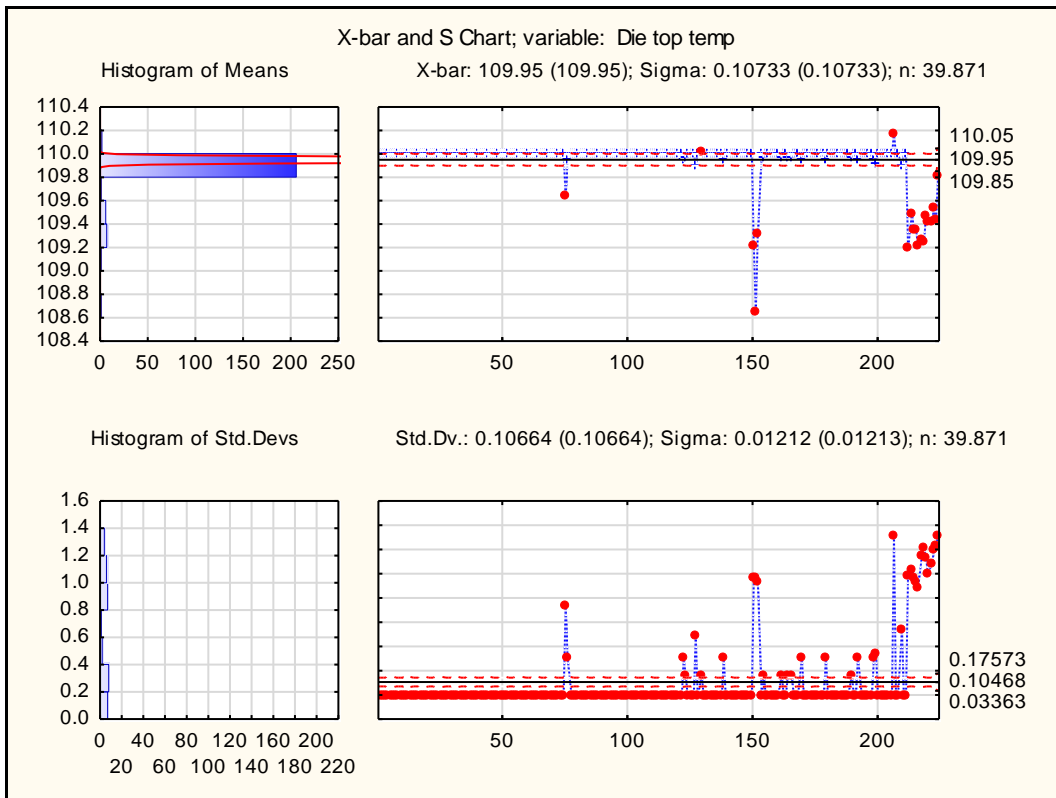 X-bar and S Chart; variable: Die top temp
Histogram of Means
X-bar: 109.95 (109.95); Sigma: 0.10733 (0.10733); n: 39.871
110.4
110.2
110.0
109.8
109.6
109.4
109.2
109.0
108.8
108.6
108.4
0 50 100 150 200 250
50 100 150 200
110.05
109.95
109.85
Histogram of Std.Devs
Std.Dv.: 0.10664 (0.10664); Sigma: 0.01212 (0.01213); n: 39.871
1.6
1.4
1.2
1.0
0.8
0.6
0.4
0.2
0.0
0 40 80 120 160 200
20 60 100 140 180 220
50 100 150 200
0.17573
0.10468
0.03363